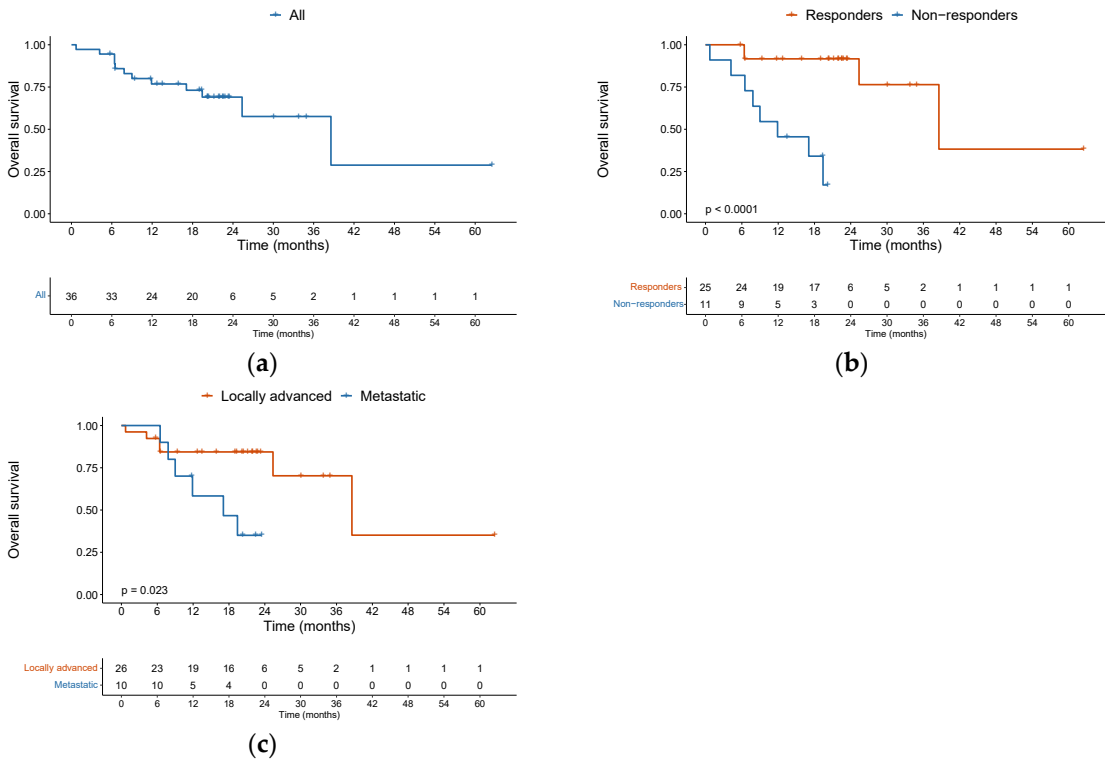 All
Overall survival
1.00
0.75
0.50
0.25
0.00
0 6 12 18 24 30 36 42 48 54 60
Time (months)
All 36 33 24 20 6 5 2 1 1 1 1
0 6 12 18 24 30 36 42 48 54 60
Time (months)
(a)
Responders Non−responders
Overall survival
1.00
0.75
0.50
0.25
0.00
p < 0.0001
0 6 12 18 24 30 36 42 48 54 60
Time (months)
Responders 25 24 19 17 6 5 2 1 1 1 1
Non−responders 11 9 5 3 0 0 0 0 0 0 0
0 6 12 18 24 30 36 42 48 54 60
Time (months)
(b)
Locally advanced Metastatic
Overall survival
1.00
0.75
0.50
0.25
0.00
p = 0.023
0 6 12 18 24 30 36 42 48 54 60
Time (months)
Locally advanced 26 23 19 16 6 5 2 1 1 1 1
Metastatic 10 10 5 4 0 0 0 0 0 0 0
0 6 12 18 24 30 36 42 48 54 60
Time (months)
(c)